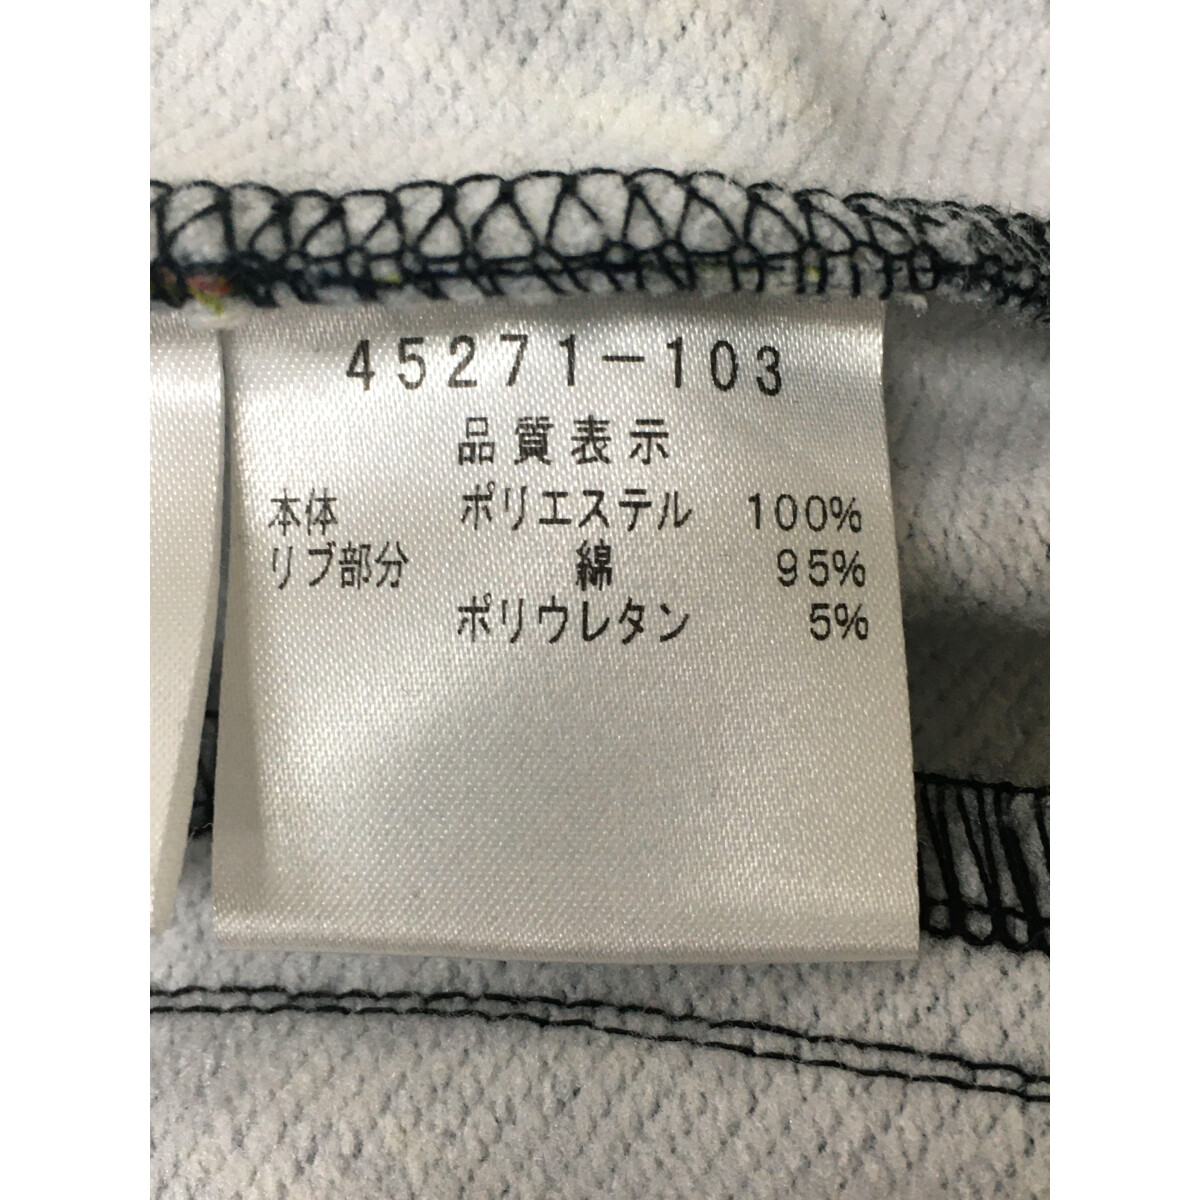 45271-103
品質表示
本体 ポリエステル 100%
リブ部分 綿 95%
ポリウレタン 5%